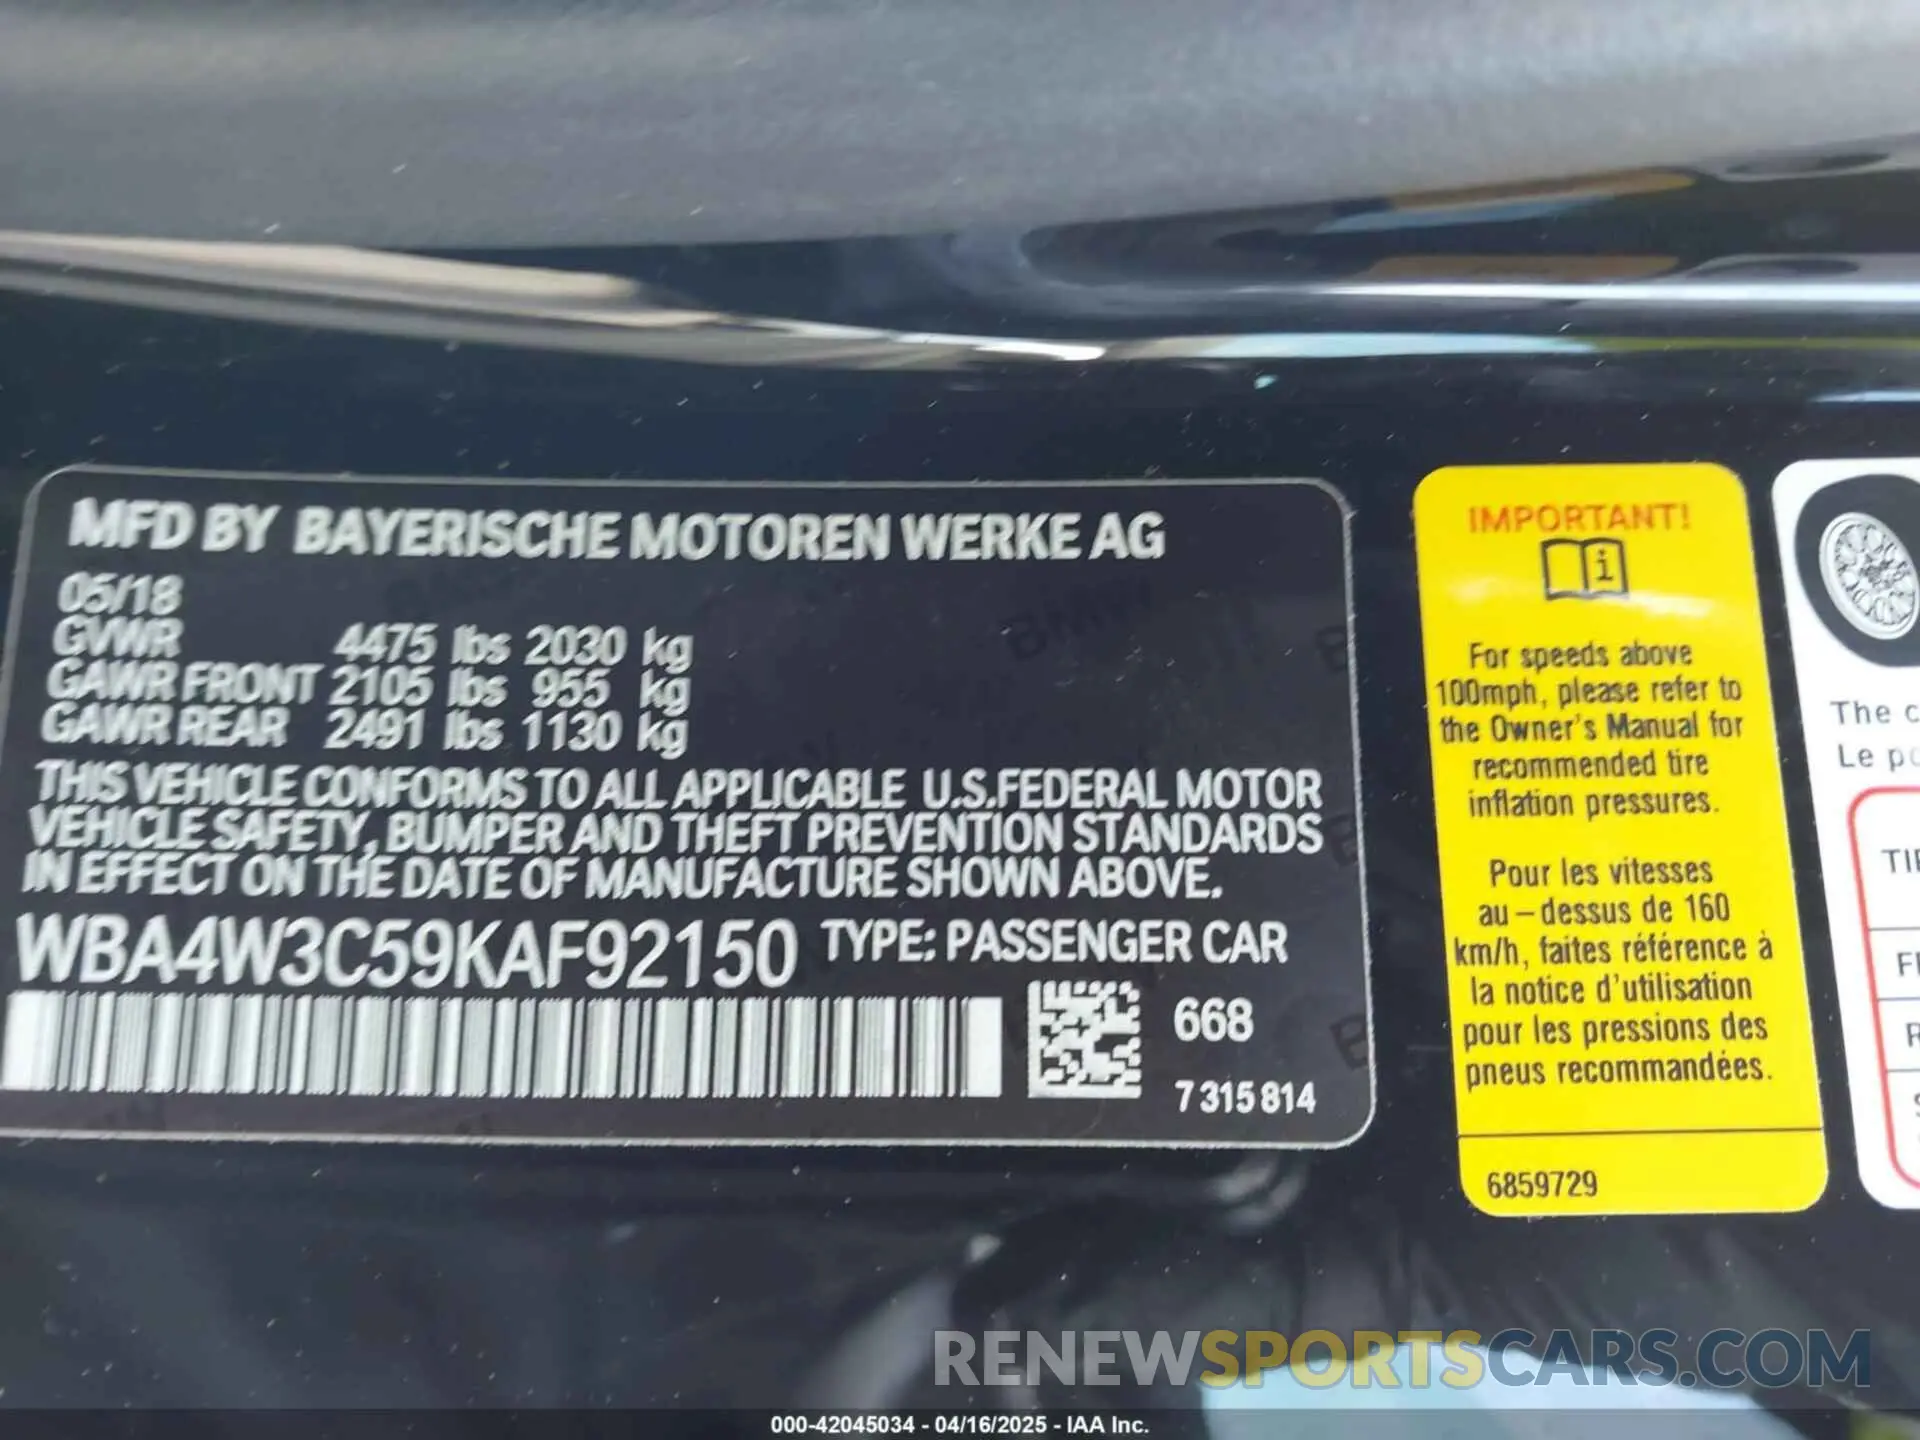 MFD BY BAYERISCHE MOTOREN WERKE AG
05/18
GVWR 4475 lbs 2030 kg
GAWR FRONT 2105 lbs 955 kg
GAWR REAR 2491 lbs 1130 kg
THIS VEHICLE CONFORMS TO ALL APPLICABLE U.S.FEDERAL MOTOR
VEHICLE SAFETY, BUMPER AND THEFT PREVENTION STANDARDS
IN EFFECT ON THE DATE OF MANUFACTURE SHOWN ABOVE.
WBA4W3C59KAF92150 TYPE: PASSENGER CAR
668
7 315 814
IMPORTANT!
i
For speeds above
100mph, please refer to
the Owner's Manual for
recommended tire
inflation pressures.
Pour les vitesses
au – dessus de 160
km/h, faites référence à
la notice d'utilisation
pour les pressions des
pneus recommandées.
6859729
The
Le
RENEWSPORTSCARS.COM
000-42045034 - 04/16/2025 - IAA Inc.